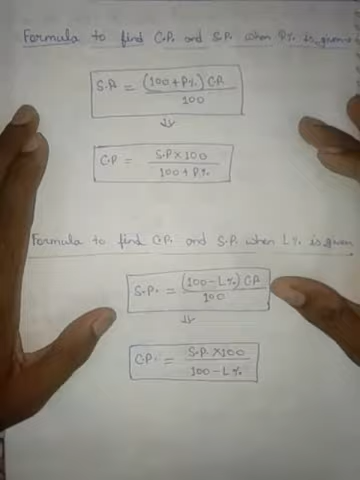 Formula to find C.P. and S.P. when P% is given
S.P. = (100+P%) C.P.
100
C.P = S.P X 100
100 + P%
Formula to find C.P. and S.P. when L% is given
S.P. = (100-L%) C.P.
100
C.P. = S.P. X100
100-L%